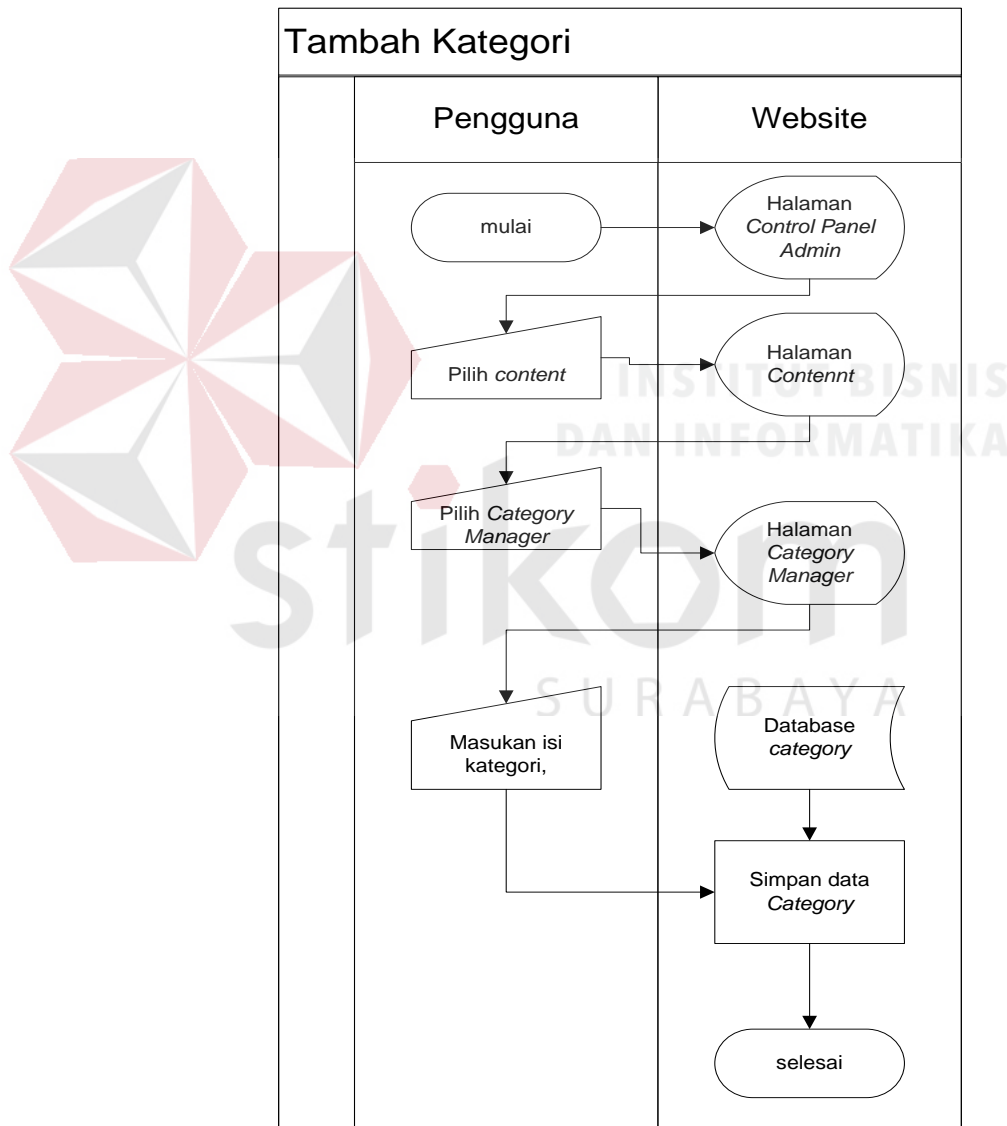 Tambah Kategori
Pengguna
Website
mulai
Halaman
Control Panel
Admin
Pilih content
Halaman
Contennt
INSTITUT BISNIS
DAN INFORMATIKA
Pilih Category
Manager
Halaman
Category
Manager
stikom
SURABAYA
Masukan isi
kategori,
Database
category
Simpan data
Category
selesai